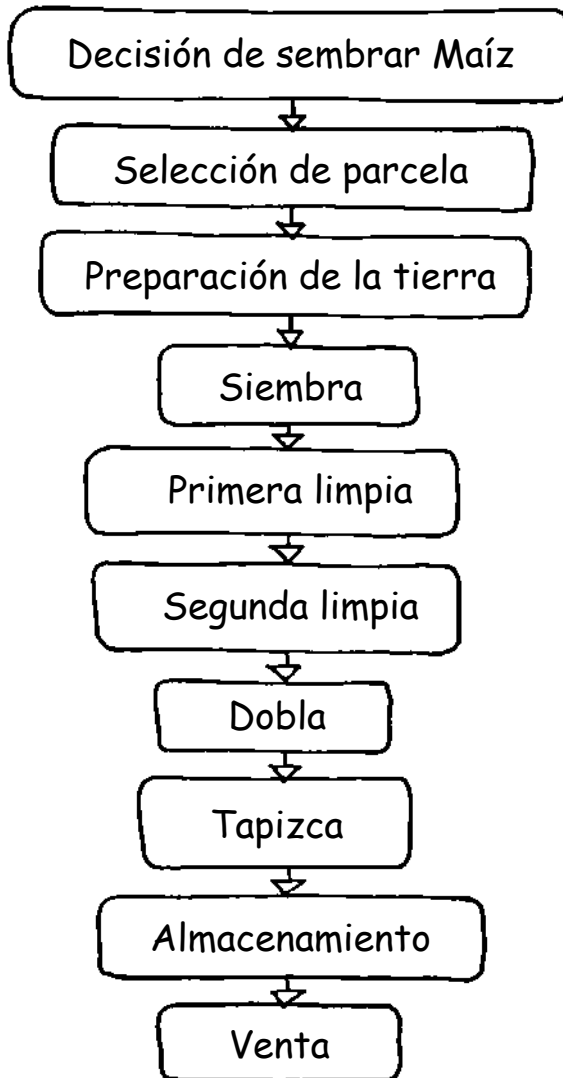 Decisión de sembrar Maíz
Selección de parcela
Preparación de la tierra
Siembra
Primera limpia
Segunda limpia
Dobla
Tapizca
Almacenamiento
Venta